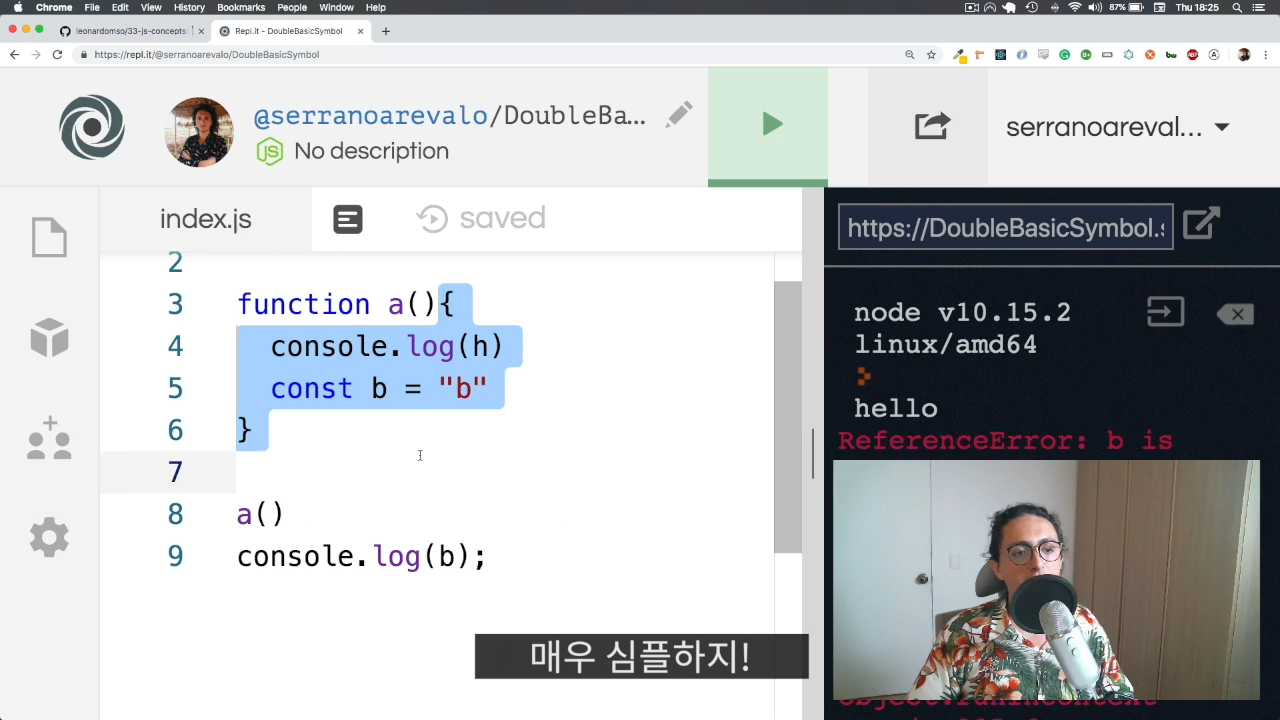 Chrome File Edit View History Bookmarks People Window Help 87% Thu 18:25
leonardomso/33-js-concepts: Repl.it - DoubleBasicSymbol
https://repl.it/@serranoarevalo/DoubleBasicSymbol
@serranoarevalo/DoubleBa...
No description
serranoareval...
index.js
saved
https://DoubleBasicSymbol.s
2
3 function a(){
4 console.log(h)
5 const b = "b"
6 }
7
8 a()
9 console.log(b);
node v10.15.2
linux/amd64
hello
ReferenceError: b is
매우 심플하지!